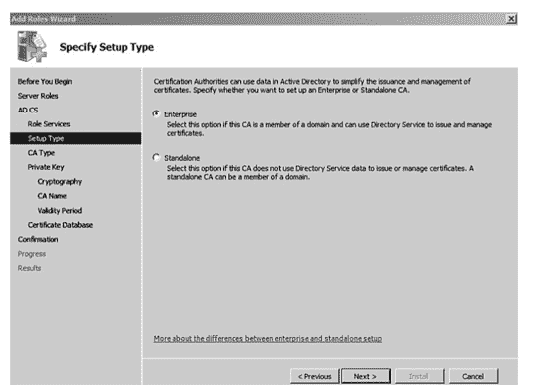 Add Roles Wizard
Specify Setup Type
Before You Begin
Server Roles
AD CS
Role Services
Setup Type
CA Type
Private Key
Cryptography
CA Name
Validity Period
Certificate Database
Confirmation
Progress
Results
Certification Authorities can use data in Active Directory to simplify the issuance and management of
certificates. Specify whether you want to set up an Enterprise or Standalone CA.
Enterprise
Select this option if this CA is a member of a domain and can use Directory Service to issue and manage
certificates.
Standalone
Select this option if this CA does not use Directory Service data to issue or manage certificates. A
standalone CA can be a member of a domain.
More about the differences between enterprise and standalone setup
< Previous
Next >
Install
Cancel